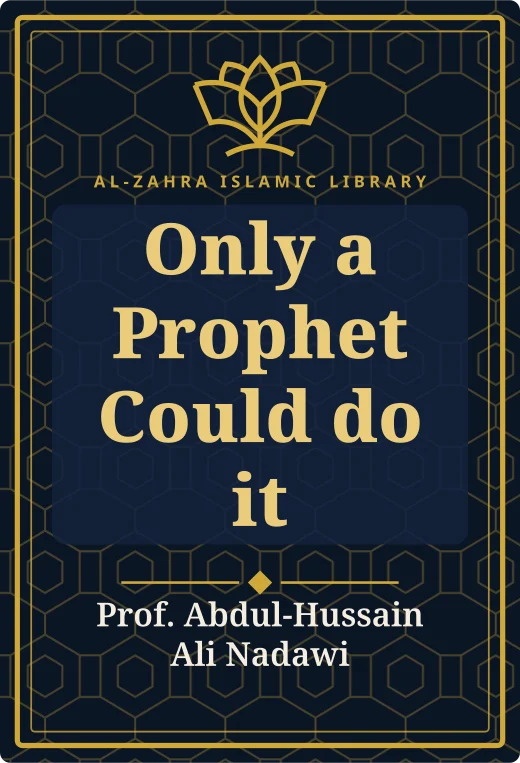 AL-ZAHRA ISLAMIC LIBRARY
Only a
Prophet
Could do
it
Prof. Abdul-Hussain
Ali Nadawi